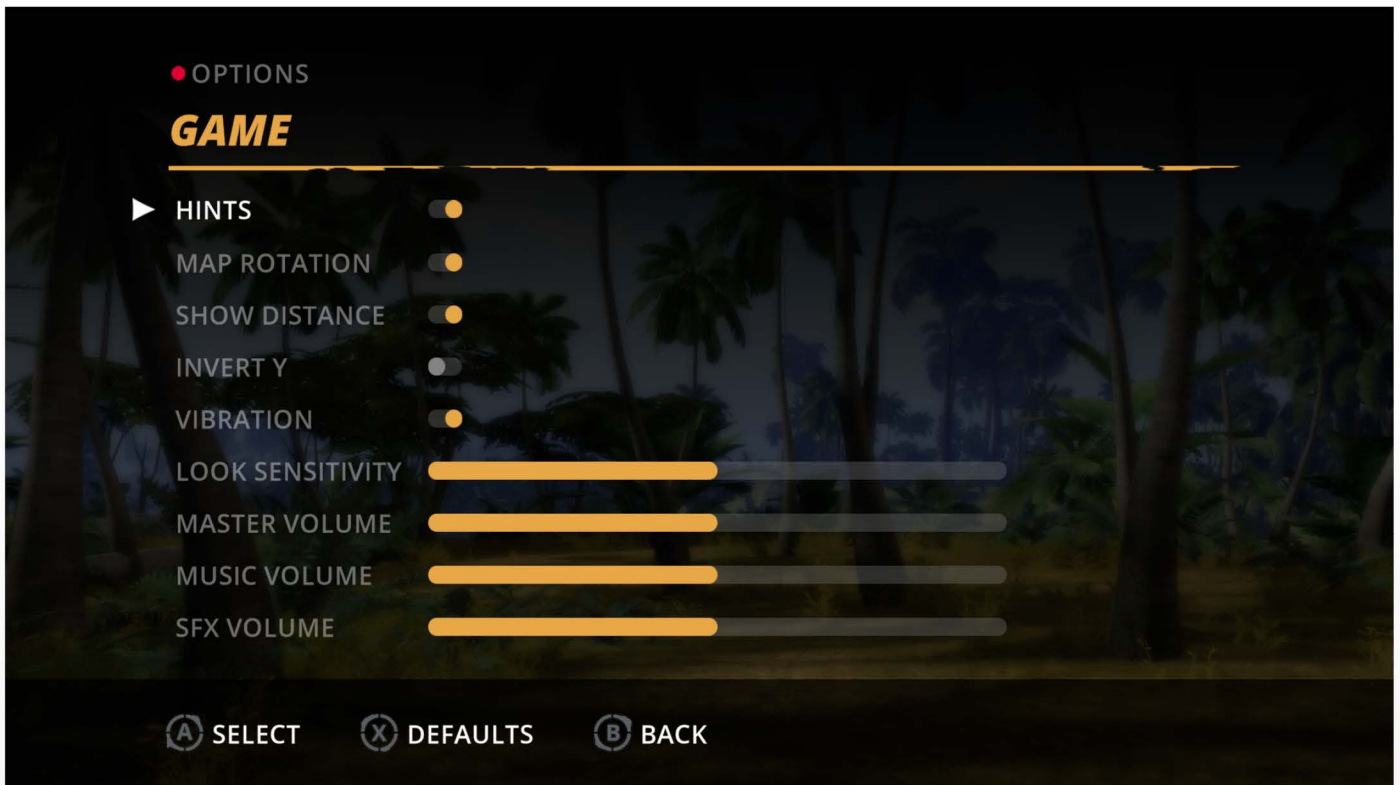 OPTIONS
GAME
HINTS
MAP ROTATION
SHOW DISTANCE
INVERT Y
VIBRATION
LOOK SENSITIVITY
MASTER VOLUME
MUSIC VOLUME
SFX VOLUME
A SELECT X DEFAULTS B BACK